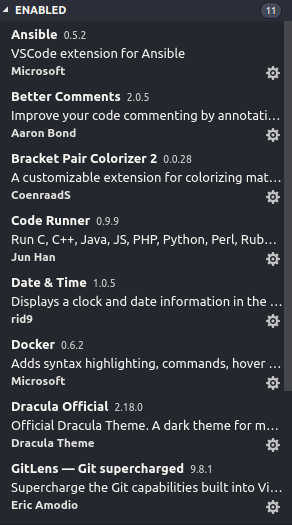 ENABLED 11
Ansible 0.5.2
VSCode extension for Ansible
Microsoft
Better Comments 2.0.5
Improve your code commenting by annotati...
Aaron Bond
Bracket Pair Colorizer 2 0.0.28
A customizable extension for colorizing mat...
CoenraadS
Code Runner 0.9.9
Run C, C++, Java, JS, PHP, Python, Perl, Rub...
Jun Han
Date & Time 1.0.5
Displays a clock and date information in the ...
rid9
Docker 0.6.2
Adds syntax highlighting, commands, hover ...
Microsoft
Dracula Official 2.18.0
Official Dracula Theme. A dark theme for m...
Dracula Theme
GitLens — Git supercharged 9.8.1
Supercharge the Git capabilities built into Vi...
Eric Amodio